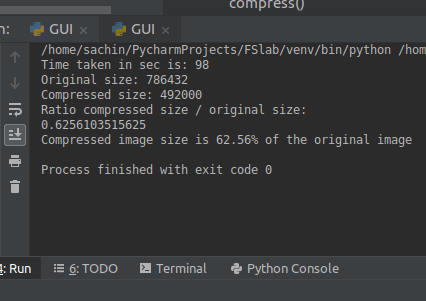 compress()
n:
GUI
GUI
/home/sachin/PycharmProjects/FSlab/venv/bin/python /hom
Time taken in sec is: 98
Original size: 786432
Compressed size: 492000
Ratio compressed size / original size:
0.6256103515625
Compressed image size is 62.56% of the original image
Process finished with exit code 0
4: Run
6: TODO
Terminal
Python Console